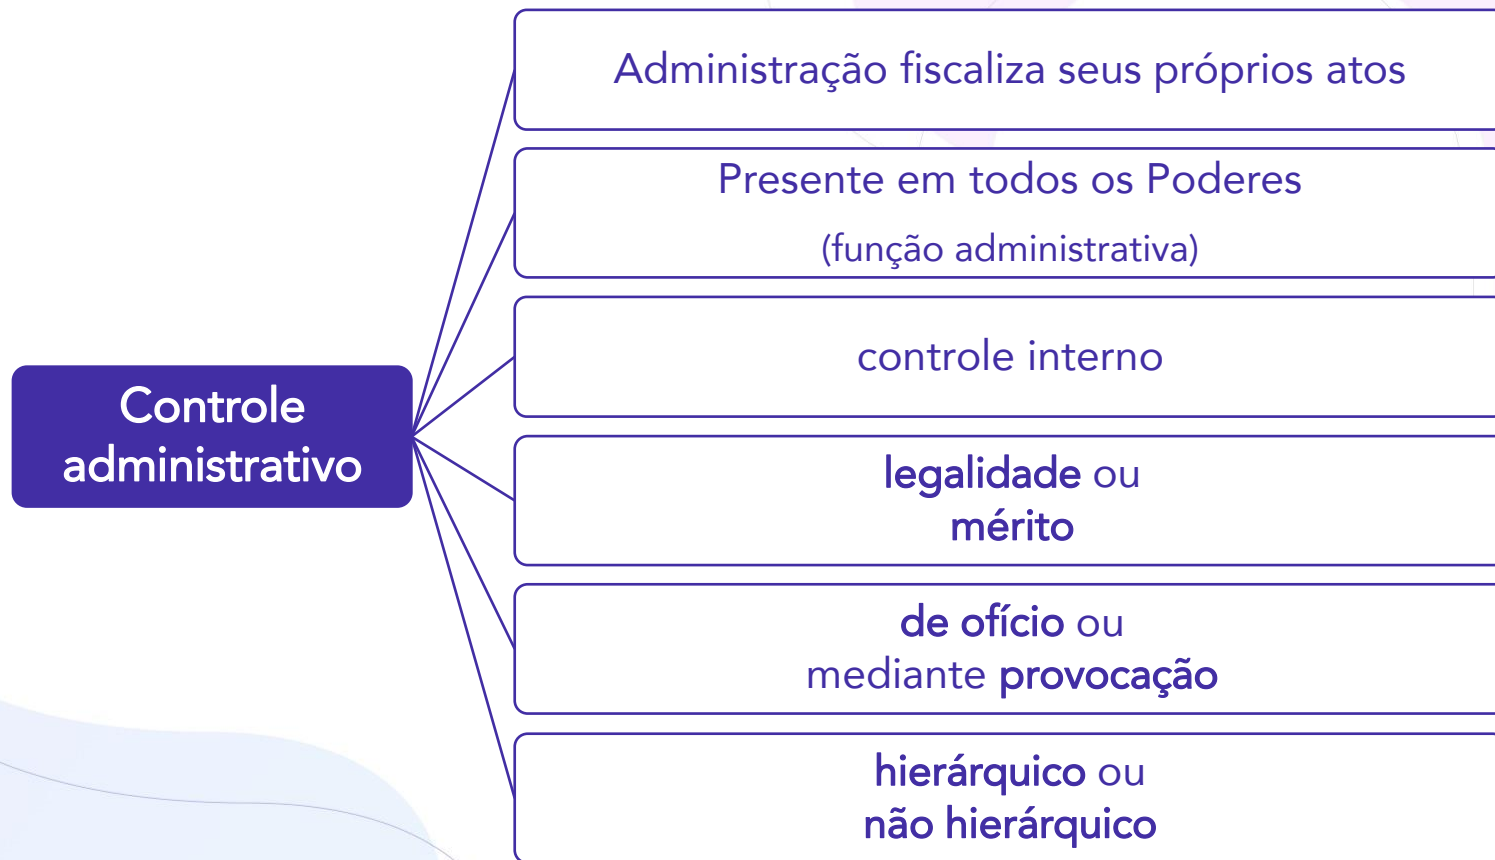 Administração fiscaliza seus próprios atos
Presente em todos os Poderes
(função administrativa)
controle interno
Controle
administrativo
legalidade ou
mérito
de ofício ou
mediante provocação
hierárquico ou
não hierárquico